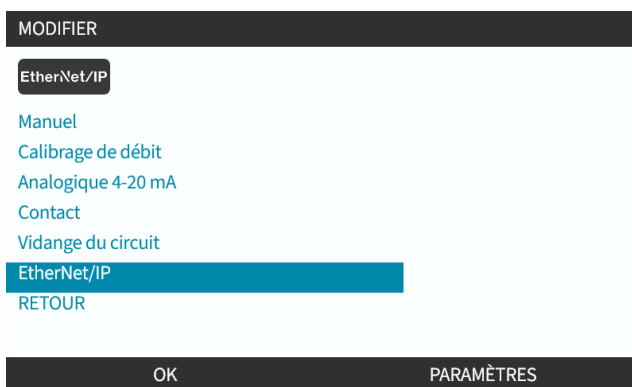 MODIFIER
EtherNet/IP
Manuel
Calibrage de débit
Analogique 4-20 mA
Contact
Vidange du circuit
EtherNet/IP
RETOUR
OK PARAMÈTRES